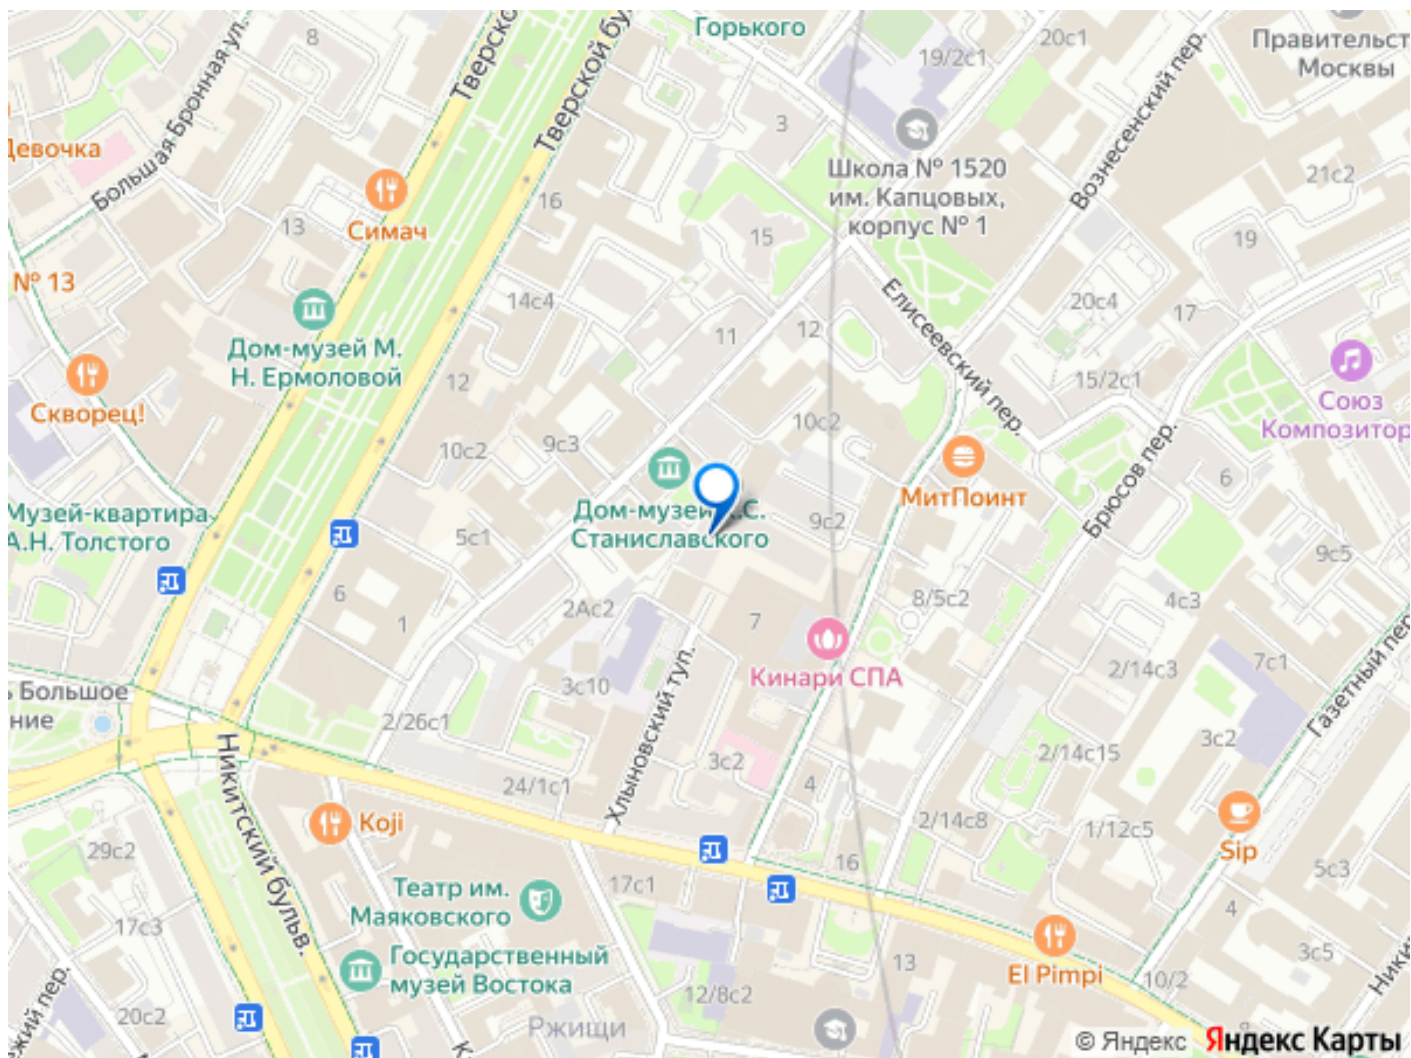 Горького
Правительст
Москвы
20с1
19/2с1
8
Тверско
Тверской бу
Большая Бронная ул.
Девочка
3
Школа № 1520
им. Капцовых,
корпус № 1
Вознесенский пер.
21с2
16
Симач
13
15
19
№ 13
14с4
20с4
17
Елисеевский пер.
Дом-музей М.
Н. Ермоловой
11
12
12
15/2с1
Скворец!
Союз
Композитор
10с2
9с3
10с2
Брюсов пер.
6
МитПоинт
Дом-музей К.С.
Станиславского
9с2
Музей-квартира
А.Н. Толстого
5с1
9с5
6
2Ас2
8/5с2
4с3
1
7
Кинари СПА
3с10
2/14с3
7с1
Газетный пер.
Большое
ние
2/26с1
Хлыновский туп.
3с2
2/14с15
3с2
Никитский бульв.
24/1с1
4
Koji
2/14с8
1/12с5
Sip
29с2
16
5с3
17с1
Театр им.
Маяковского
17с3
4
Государственный
музей Востока
13
El Pimpi
3с5
10/2
12/8с2
Ники
жий пер.
20с2
Ржищи
К
© Яндекс Яндекс Карты